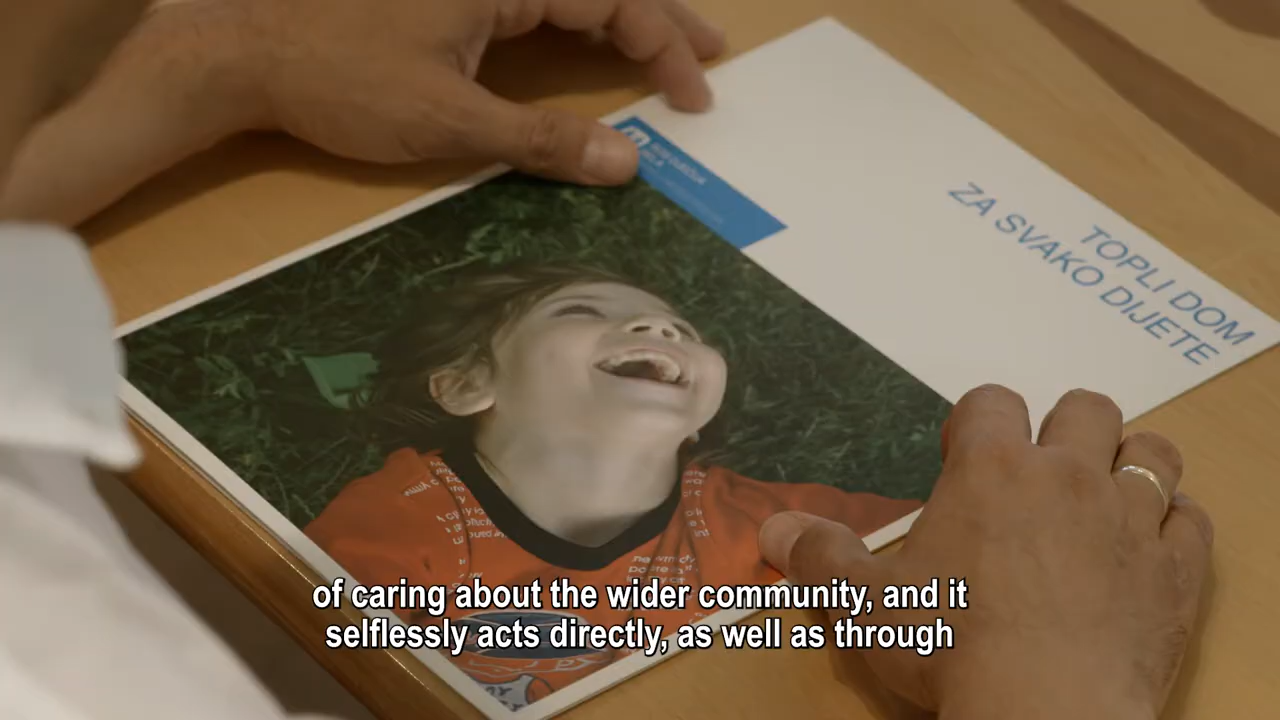 TOPLI DOM
ZA SVAKO DIJETE
of caring about the wider community, and it
selflessly acts directly, as well as through